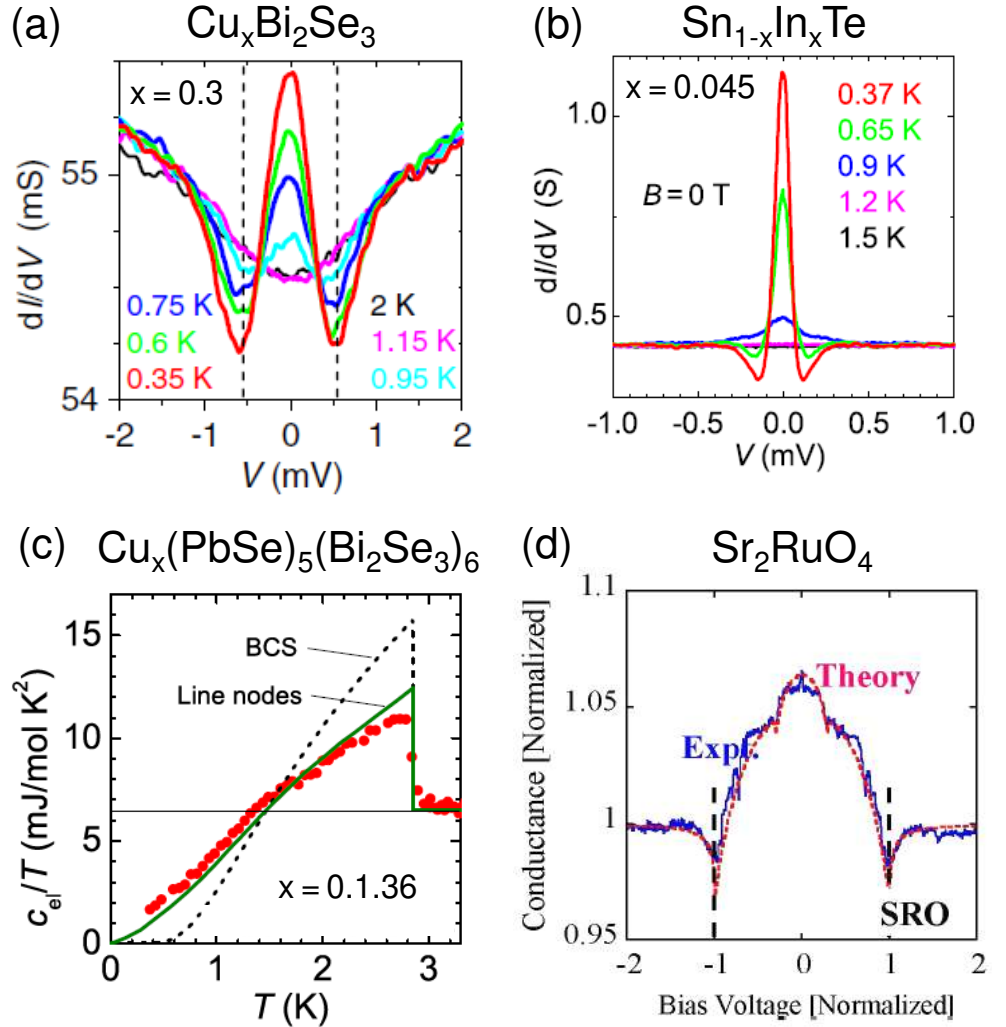 (a) CuxBi2Se3
x = 0.3
dI/dV (mS)
55
54
0.75 K
0.6 K
0.35 K
2 K
1.15 K
0.95 K
-2 -1 0 1 2
V (mV)
(b) Sn1-xInxTe
x = 0.045
B = 0 T
0.37 K
0.65 K
0.9 K
1.2 K
1.5 K
dI/dV (S)
1.0
0.5
-1.0 -0.5 0.0 0.5 1.0
V (mV)
(c) Cux(PbSe)5(Bi2Se3)6
cel/T (mJ/mol K2)
15
10
5
0
BCS
Line nodes
x = 0.1.36
0 1 2 3
T (K)
(d) Sr2RuO4
Conductance [Normalized]
1.1
1.05
1
0.95
Theory
Expl.
SRO
-2 -1 0 1 2
Bias Voltage [Normalized]